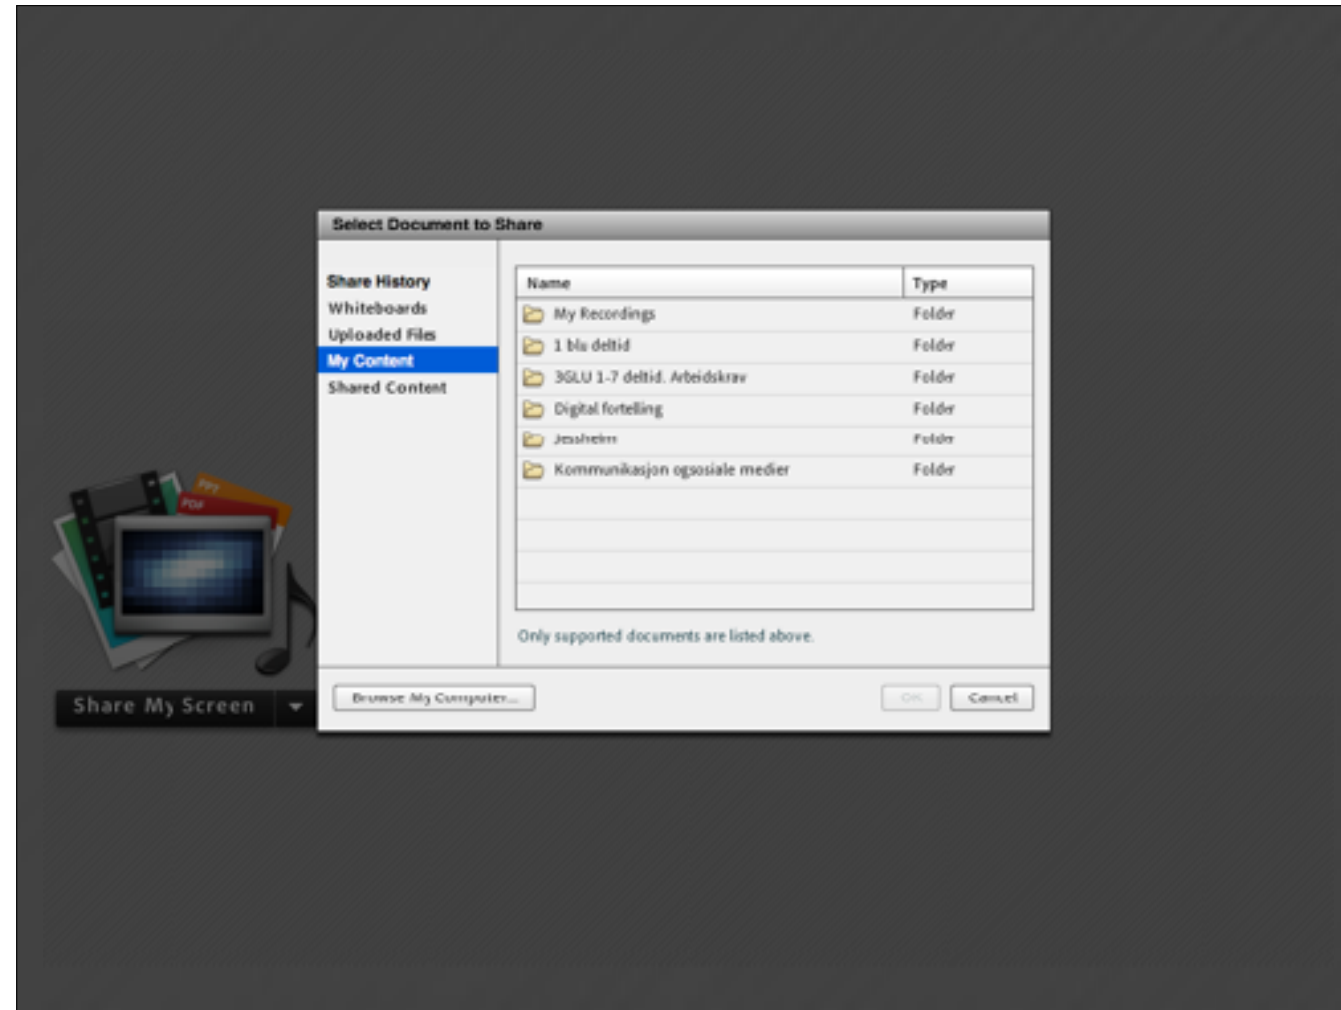 Select Document to Share
Share History
Whiteboards
Uploaded Files
My Content
Shared Content
Name Type
My Recordings Folder
1 blu deltid Folder
3GLU 1-7 deltid. Arbeidskrav Folder
Digital fortelling Folder
Jessheim Folder
Kommunikasjon ogsosiale medier Folder
Only supported documents are listed above.
Browse My Computer... OK Cancel
PPT
PDF
Share My Screen